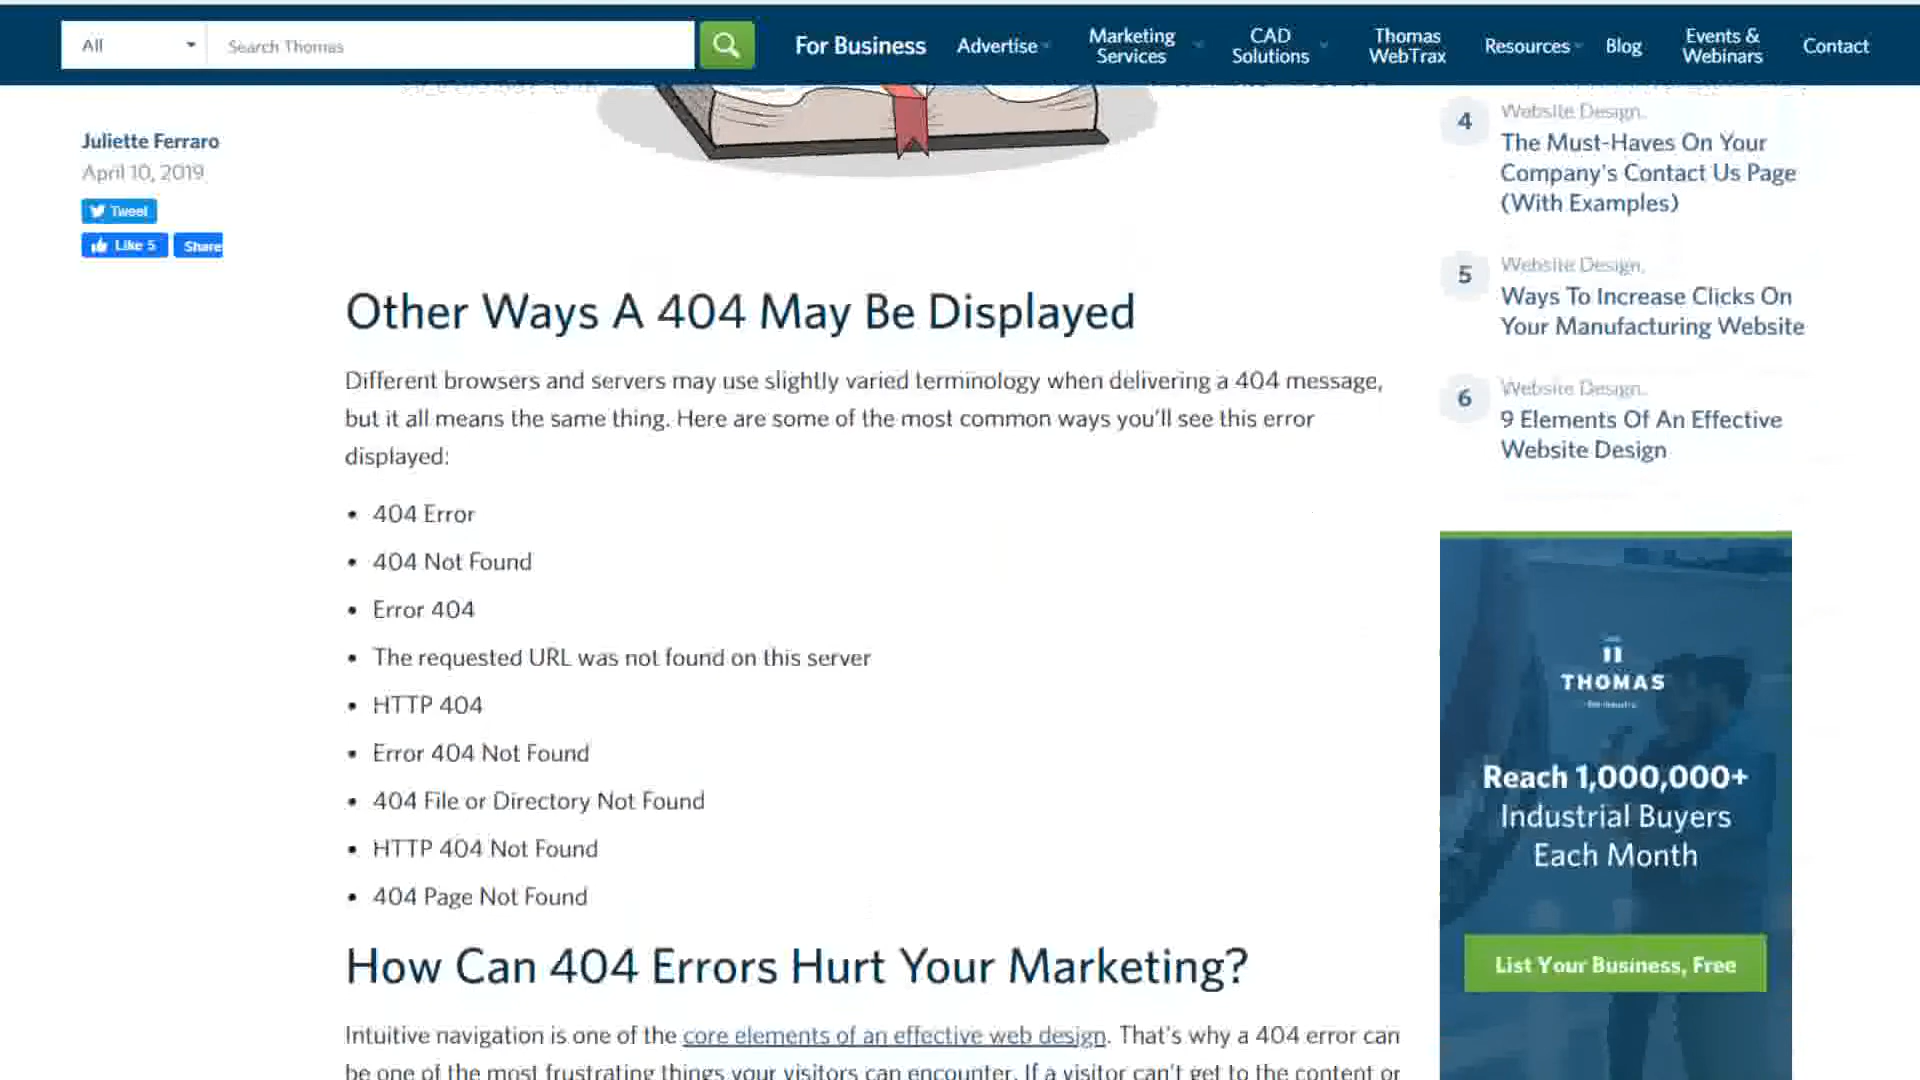 All
Search Thomas
For Business
Advertise
Marketing
Services
CAD
Solutions
Thomas
WebTrax
Resources
Blog
Events &
Webinars
Contact
Juliette Ferraro
April 10, 2019
Tweet
Like 5
Share
Other Ways A 404 May Be Displayed
Different browsers and servers may use slightly varied terminology when delivering a 404 message,
but it all means the same thing. Here are some of the most common ways you'll see this error
displayed:
• 404 Error
• 404 Not Found
• Error 404
• The requested URL was not found on this server
• HTTP 404
• Error 404 Not Found
• 404 File or Directory Not Found
• HTTP 404 Not Found
• 404 Page Not Found
How Can 404 Errors Hurt Your Marketing?
Intuitive navigation is one of the core elements of an effective web design. That's why a 404 error can
be one of the most frustrating things your visitors can encounter. If a visitor can't get to the content or
4
Website Design,
The Must-Haves On Your
Company's Contact Us Page
(With Examples)
5
Website Design,
Ways To Increase Clicks On
Your Manufacturing Website
6
Website Design,
9 Elements Of An Effective
Website Design
THOMAS
Reach 1,000,000+
Industrial Buyers
Each Month
List Your Business, Free